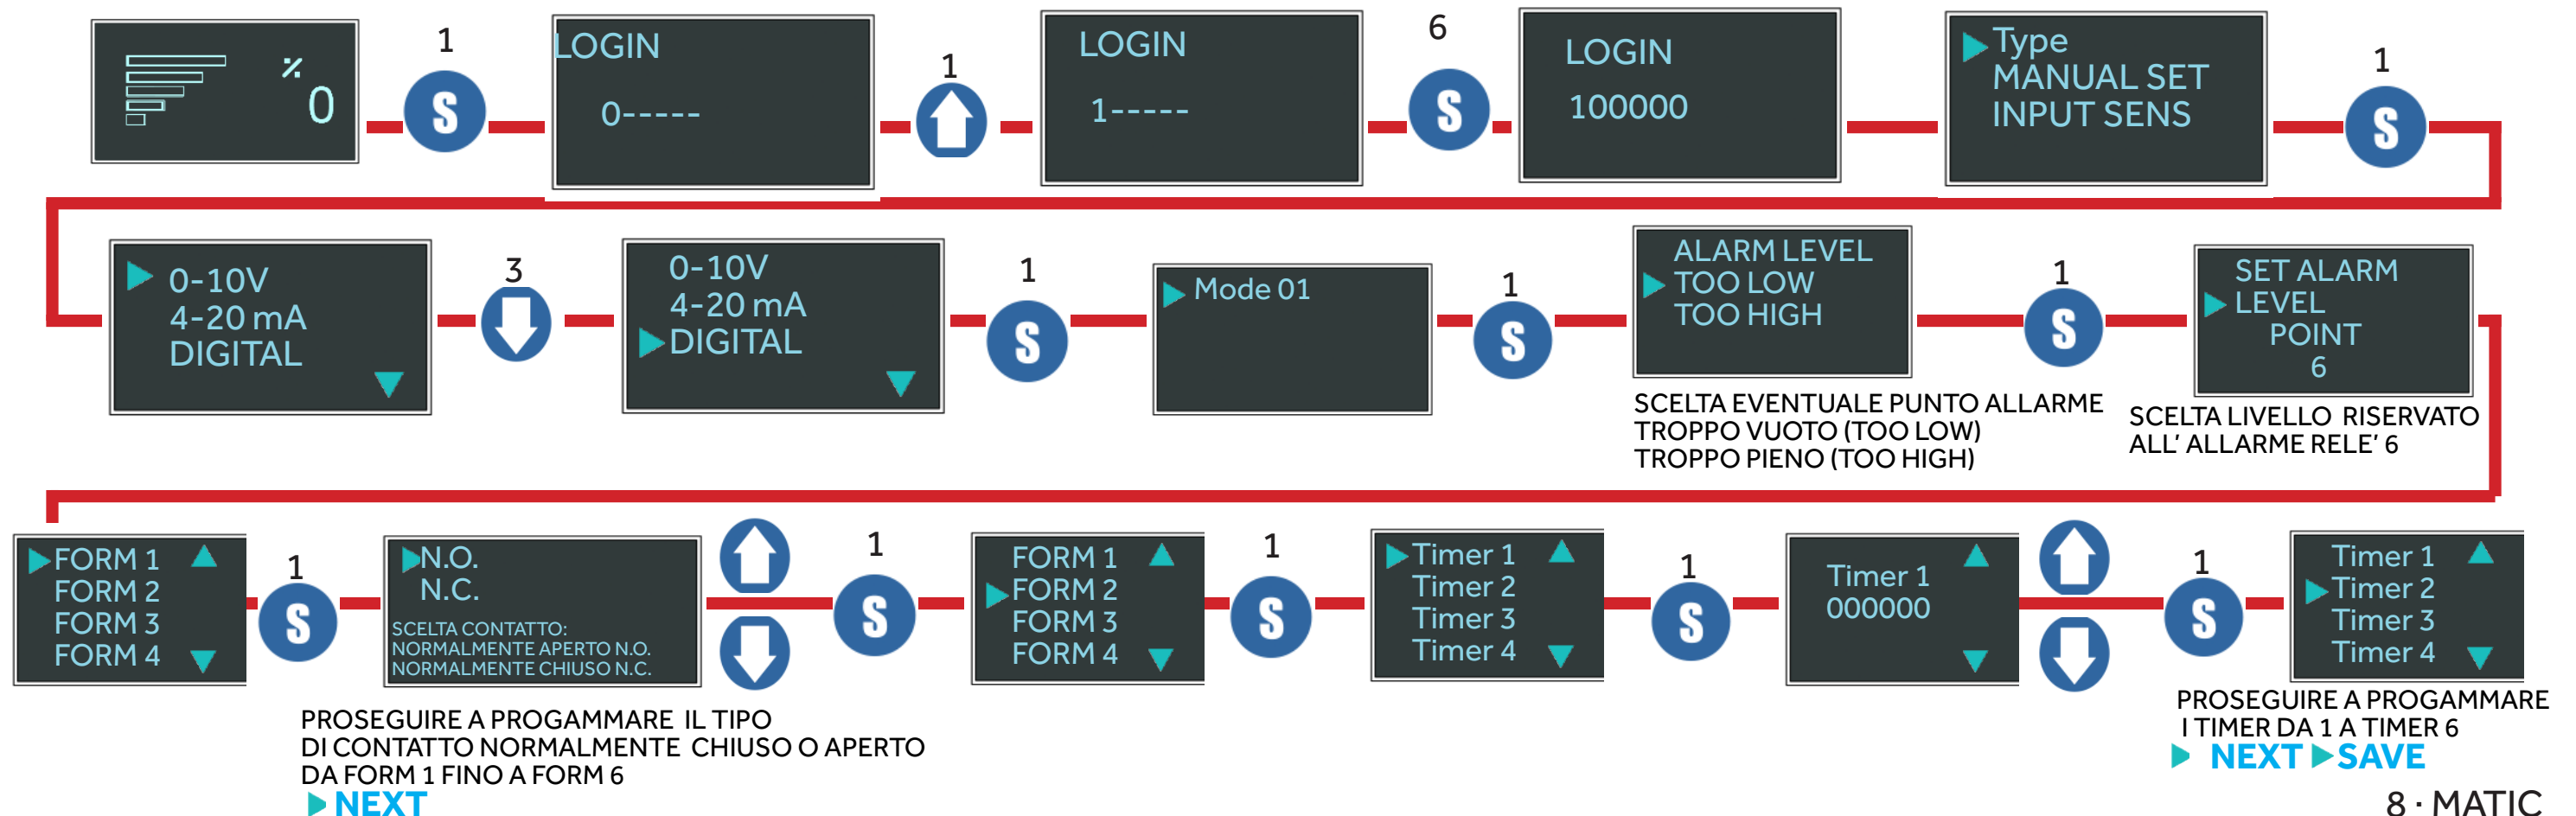 %
0
1
S
LOGIN
0-----
1
LOGIN
1-----
6
S
LOGIN
100000
Type
MANUAL SET
INPUT SENS
1
S
0-10V
4-20 mA
DIGITAL
3
0-10V
4-20 mA
DIGITAL
1
S
Mode 01
1
S
ALARM LEVEL
TOO LOW
TOO HIGH
SCELTA EVENTUALE PUNTO ALLARME
TROPPO VUOTO (TOO LOW)
TROPPO PIENO (TOO HIGH)
1
S
SET ALARM
LEVEL
POINT
6
SCELTA LIVELLO RISERVATO
ALL' ALLARME RELE' 6
FORM 1
FORM 2
FORM 3
FORM 4
1
S
N.O.
N.C.
SCELTA CONTATTO:
NORMALMENTE APERTO N.O.
NORMALMENTE CHIUSO N.C.
PROSEGUIRE A PROGAMMARE IL TIPO
DI CONTATTO NORMALMENTE CHIUSO O APERTO
DA FORM 1 FINO A FORM 6
NEXT
1
S
FORM 1
FORM 2
FORM 3
FORM 4
1
S
Timer 1
Timer 2
Timer 3
Timer 4
1
S
Timer 1
000000
1
S
Timer 1
Timer 2
Timer 3
Timer 4
PROSEGUIRE A PROGAMMARE
I TIMER DA 1 A TIMER 6
NEXT SAVE
8 · MATIC